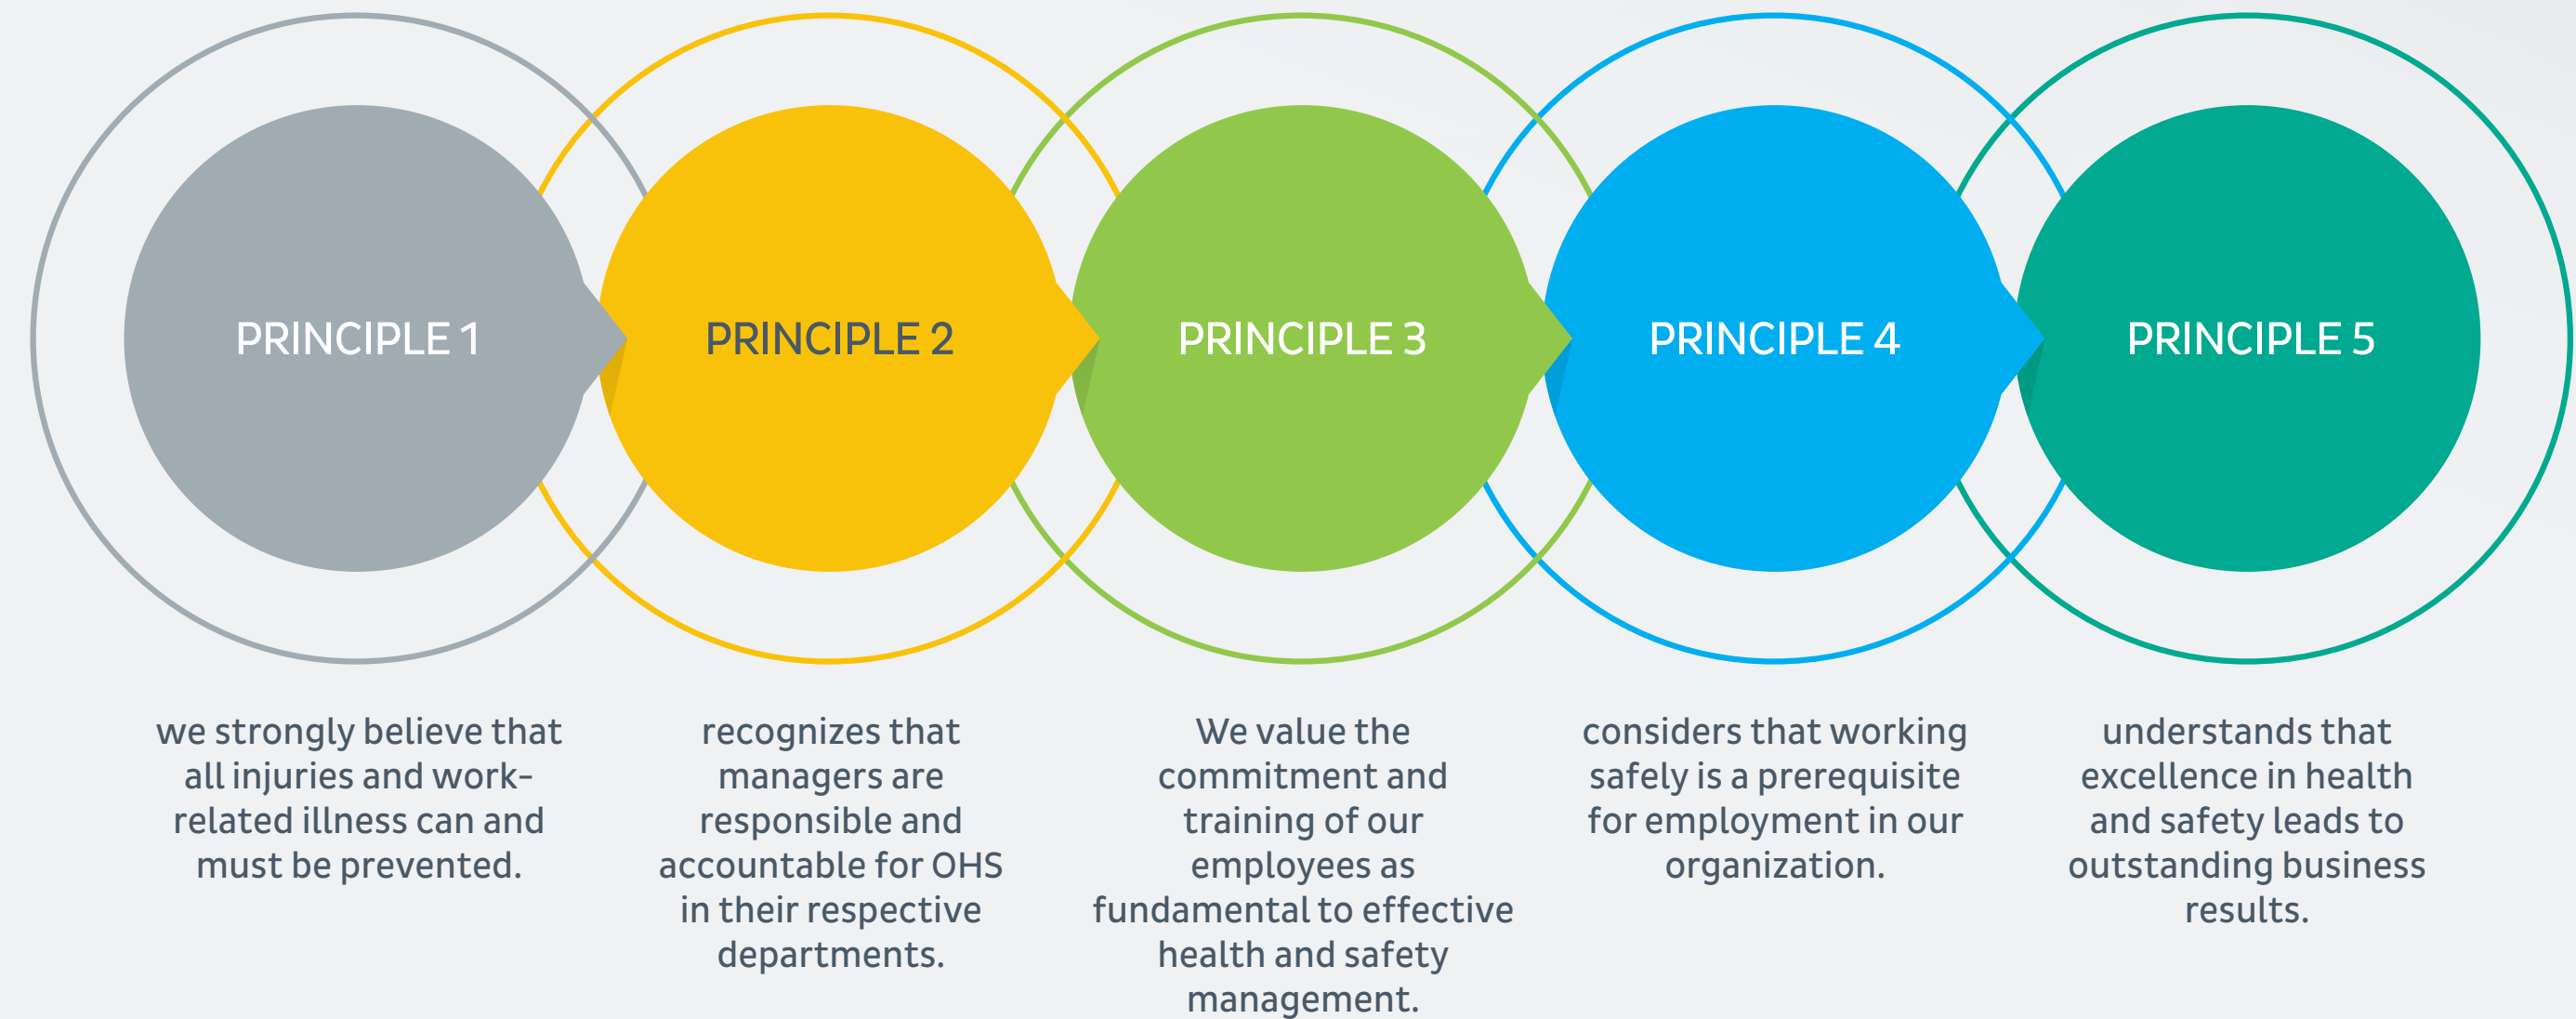 PRINCIPLE 1
we strongly believe that
all injuries and work-
related illness can and
must be prevented.
PRINCIPLE 2
recognizes that
managers are
responsible and
accountable for OHS
in their respective
departments.
PRINCIPLE 3
We value the
commitment and
training of our
employees as
fundamental to effective
health and safety
management.
PRINCIPLE 4
considers that working
safely is a prerequisite
for employment in our
organization.
PRINCIPLE 5
understands that
excellence in health
and safety leads to
outstanding business
results.